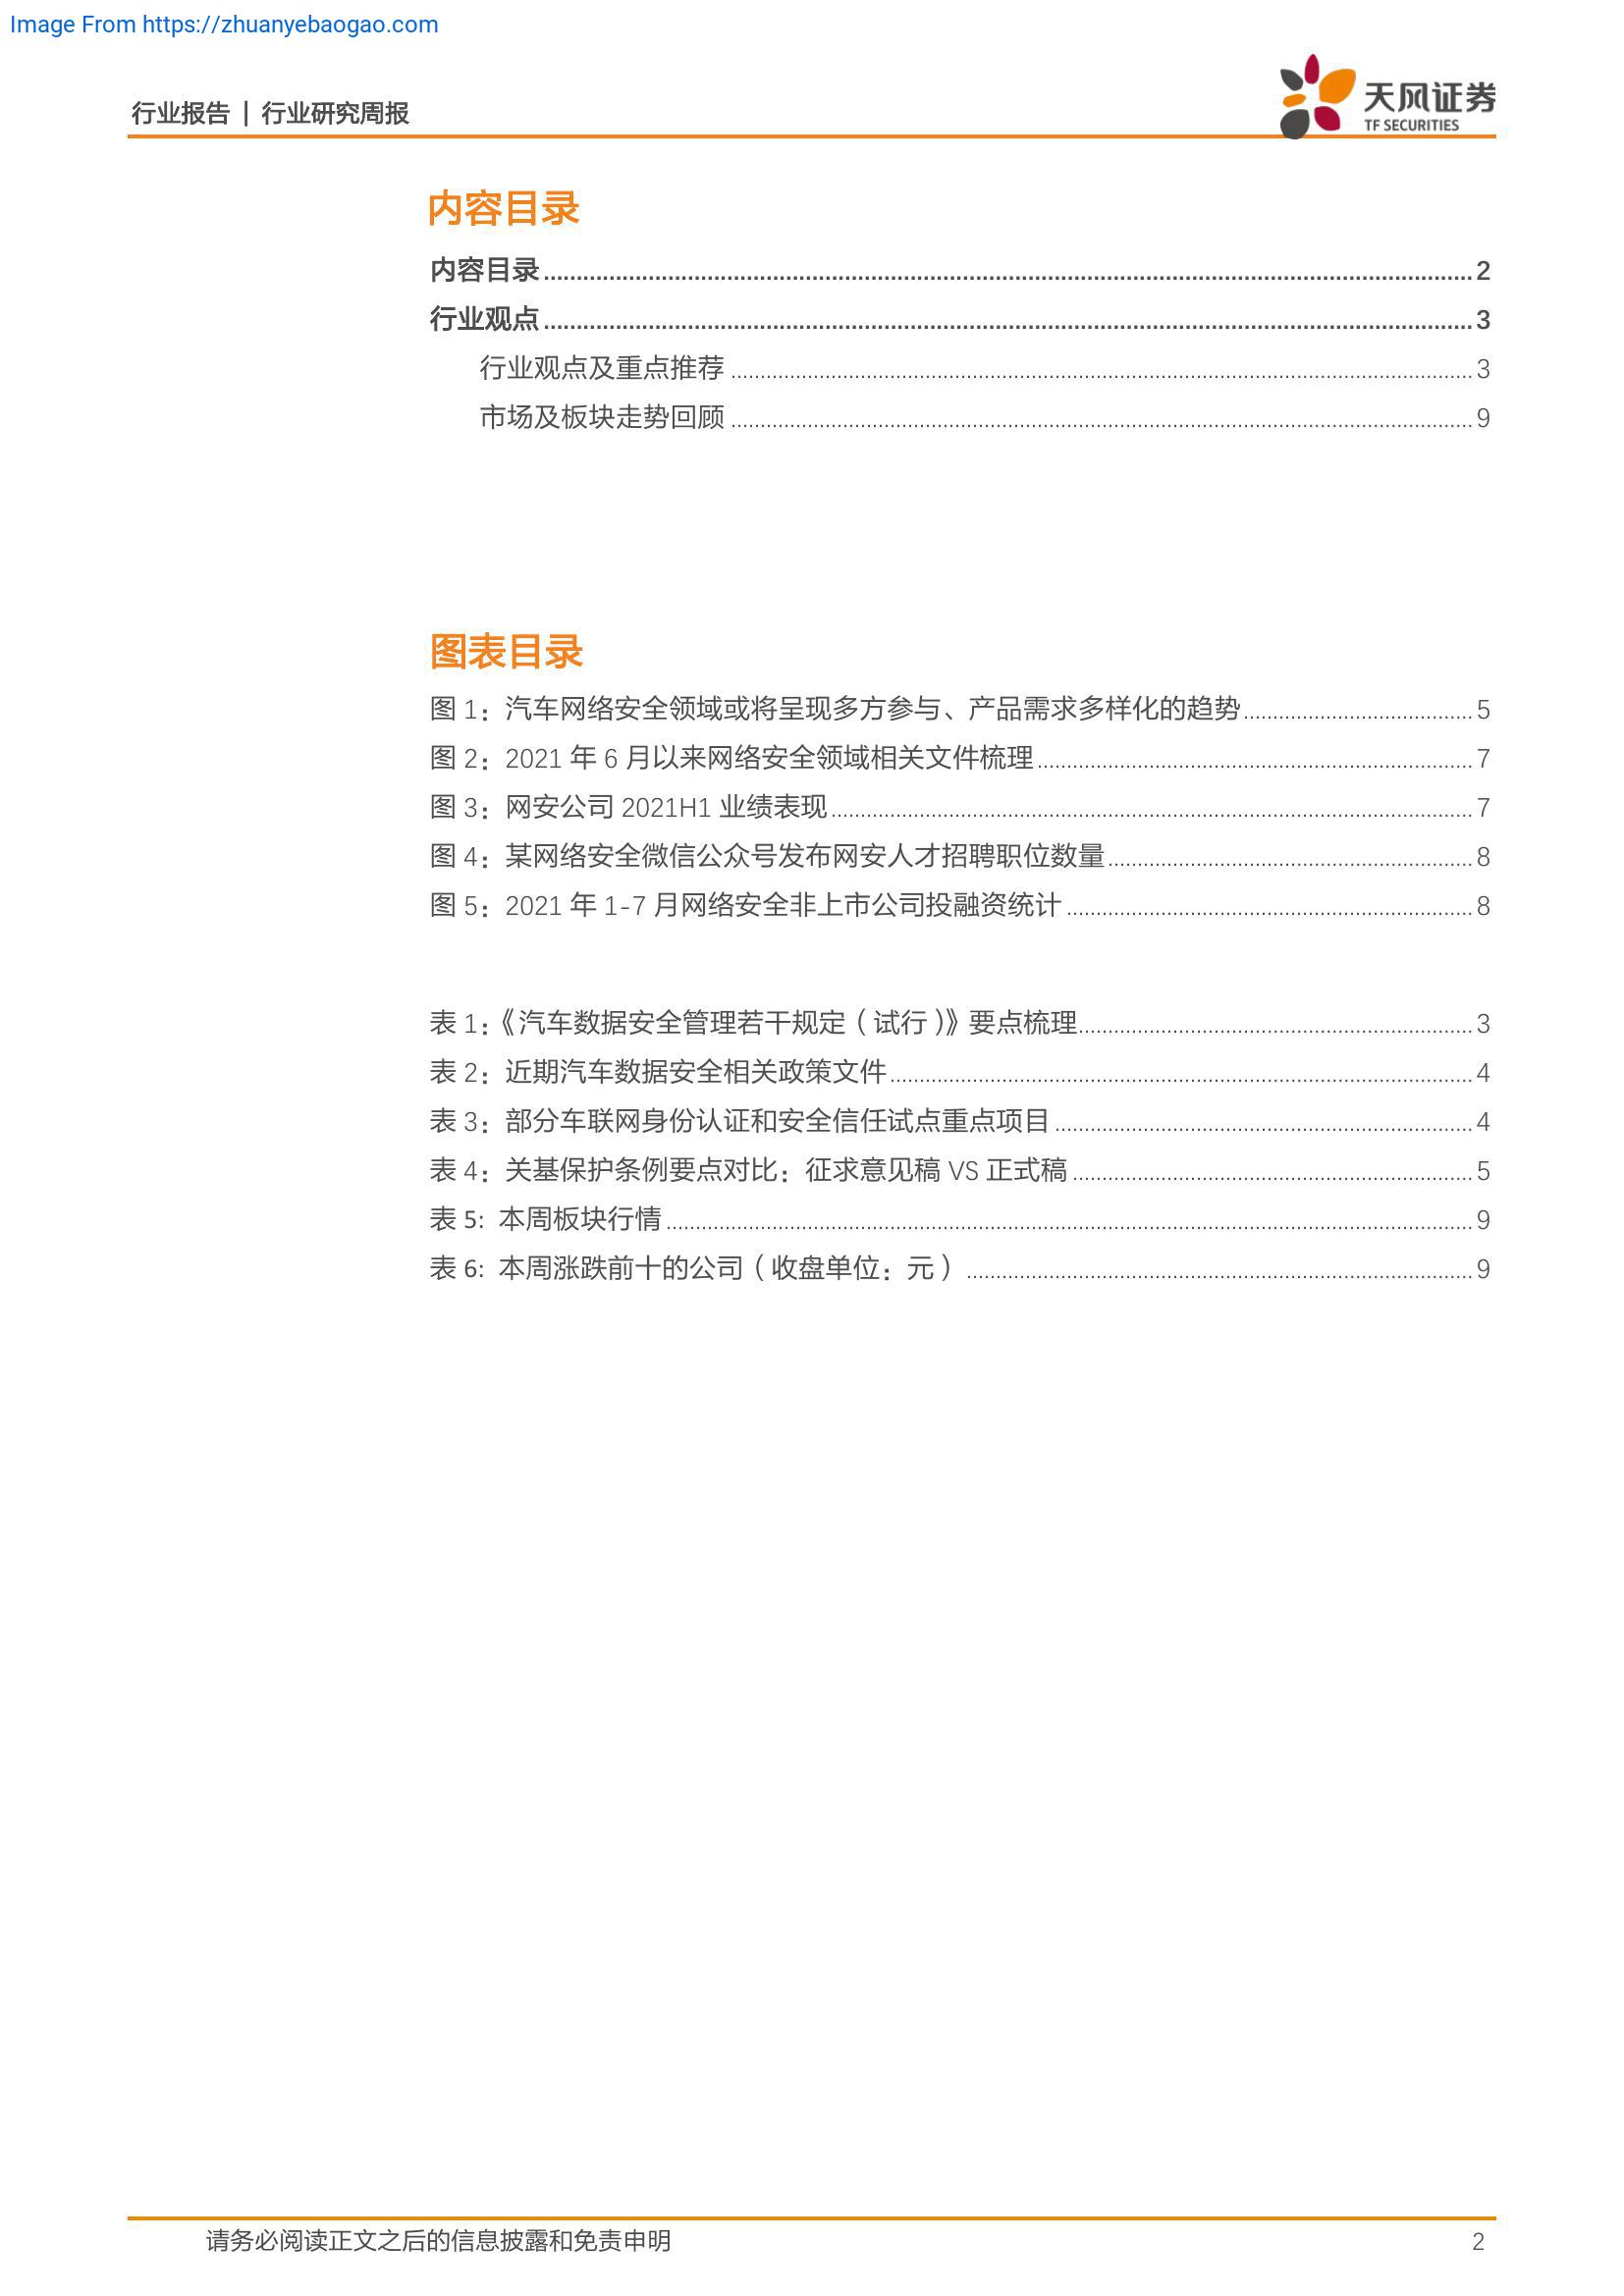 Image From https://zhuanyebaogao.com
行业报告 | 行业研究周报
天风证券
TF SECURITIES
内容目录
内容目录 2
行业观点 3
行业观点及重点推荐 3
市场及板块走势回顾 9
图表目录
图 1：汽车网络安全领域或将呈现多方参与、产品需求多样化的趋势 5
图 2：2021 年 6 月以来网络安全领域相关文件梳理 7
图 3：网安公司 2021H1 业绩表现 7
图 4：某网络安全微信公众号发布网安人才招聘职位数量 8
图 5：2021 年 1-7 月网络安全非上市公司投融资统计 8
表 1：《汽车数据安全管理若干规定（试行）》要点梳理 3
表 2：近期汽车数据安全相关政策文件 4
表 3：部分车联网身份认证和安全信任试点重点项目 4
表 4：关基保护条例要点对比：征求意见稿 VS 正式稿 5
表 5: 本周板块行情 9
表 6: 本周涨跌前十的公司（收盘单位：元） 9
请务必阅读正文之后的信息披露和免责申明 2